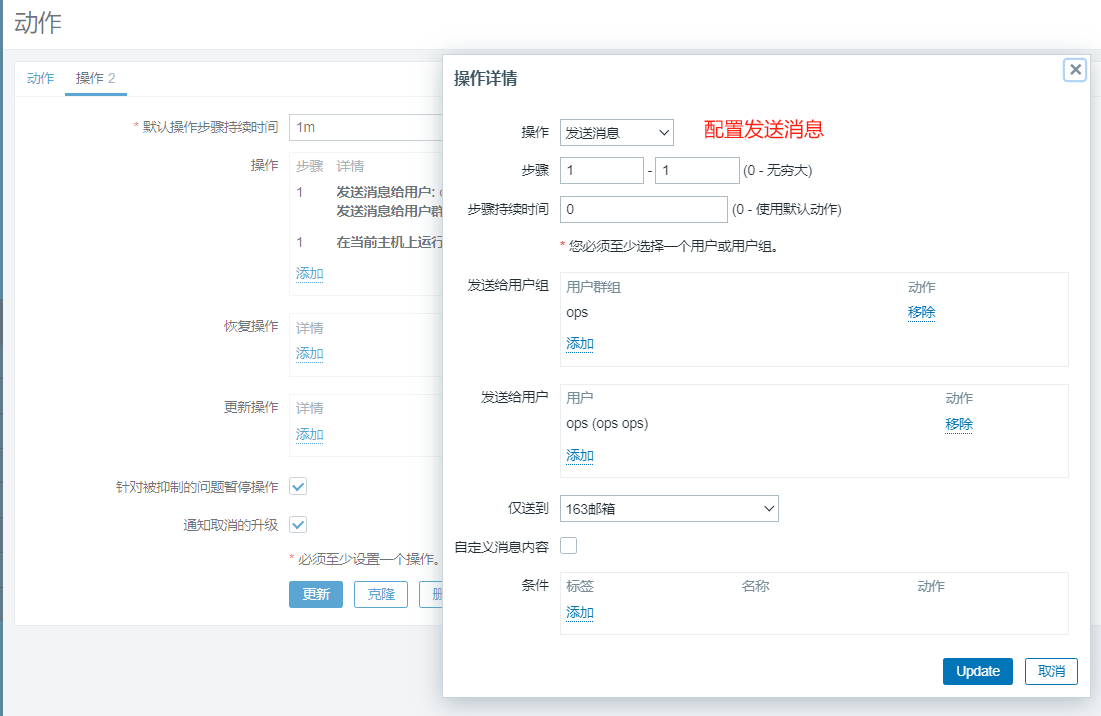 动作
动作 操作 2
* 默认操作步骤持续时间 1m
操作 步骤 详情
1 发送消息给用户:
发送消息给用户群
1 在当前主机上运行
添加
恢复操作 详情
添加
更新操作 详情
添加
针对被抑制的问题暂停操作
通知取消的升级
* 必须至少设置一个操作。
更新 克隆
操作详情
操作 发送消息 配置发送消息
步骤 1 - 1 (0 - 无穷大)
步骤持续时间 0 (0 - 使用默认动作)
* 您必须至少选择一个用户或用户组。
发送给用户组 用户群组 动作
ops 移除
添加
发送给用户 用户 动作
ops (ops ops) 移除
添加
仅送到 163邮箱
自定义消息内容
条件 标签 名称 动作
添加
Update 取消